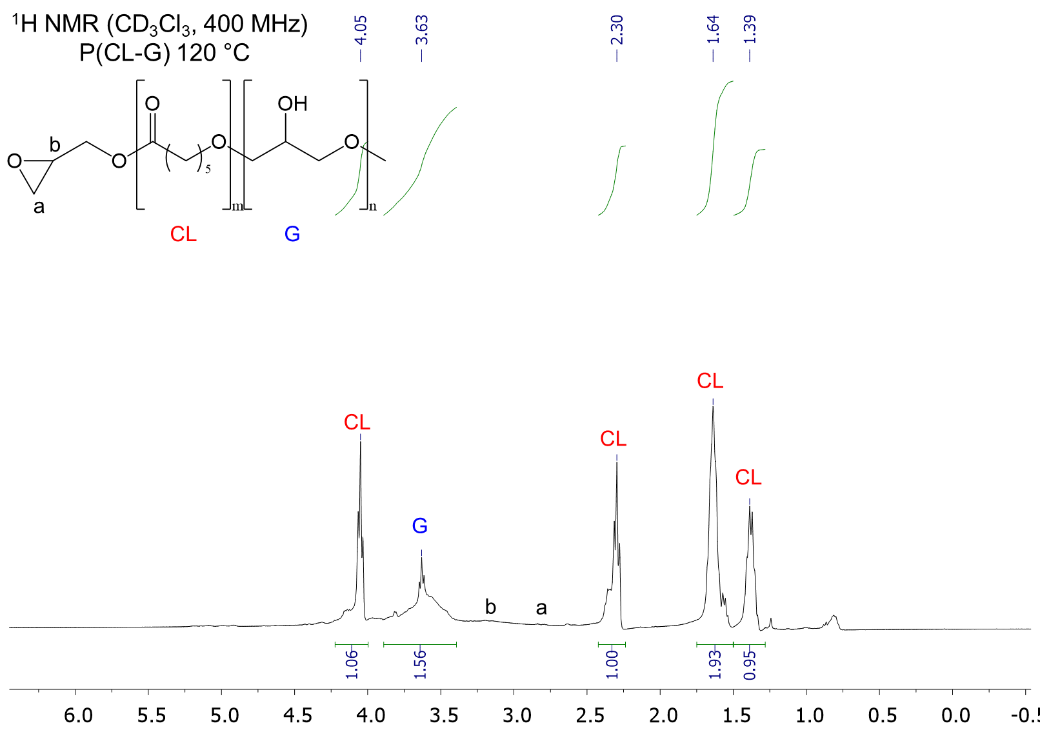 ¹H NMR (CD₃Cl₃, 400 MHz)
P(CL-G) 120 °C
4.05
3.63
2.30
1.64
1.39
O
OH
b
O
O
O
O
5
a
m
n
CL
G
CL
CL
CL
CL
G
b
a
1.06
1.56
1.00
1.93
0.95
6.0 5.5 5.0 4.5 4.0 3.5 3.0 2.5 2.0 1.5 1.0 0.5 0.0 -0.5